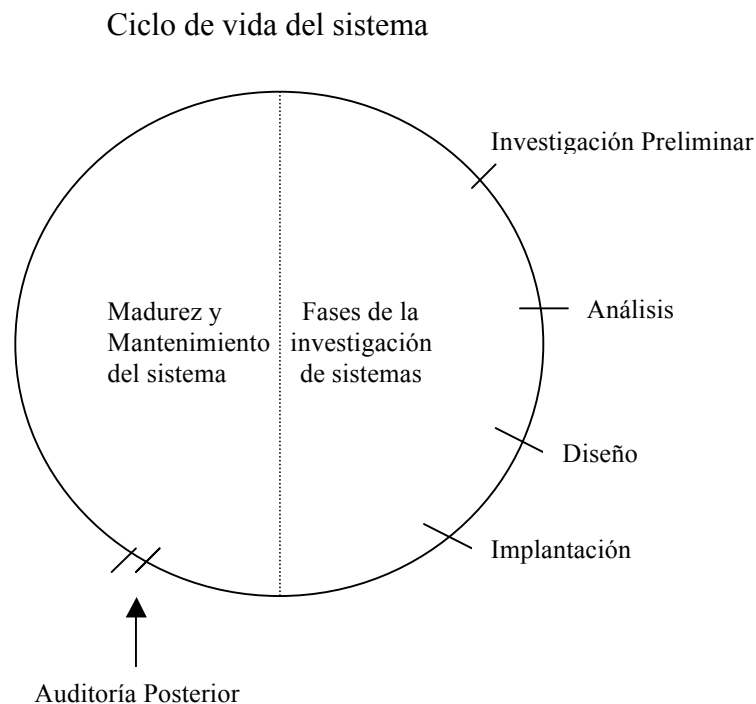 Ciclo de vida del sistema
Investigación Preliminar
Madurez y
Mantenimiento
del sistema
Fases de la
investigación
de sistemas
Análisis
Diseño
Implantación
Auditoría Posterior